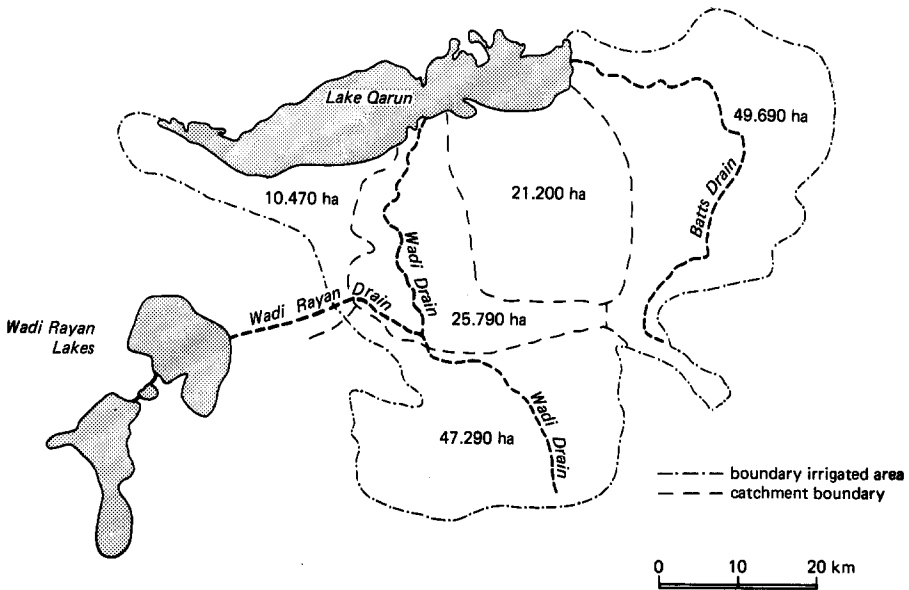 Lake Qarun
49.690 ha
10.470 ha
21.200 ha
Batts Drain
Wadi Drain
Wadi Rayan Drain
25.790 ha
Wadi Rayan
Lakes
Wadi Drain
47.290 ha
boundary irrigated area
catchment boundary
0 10 20 km